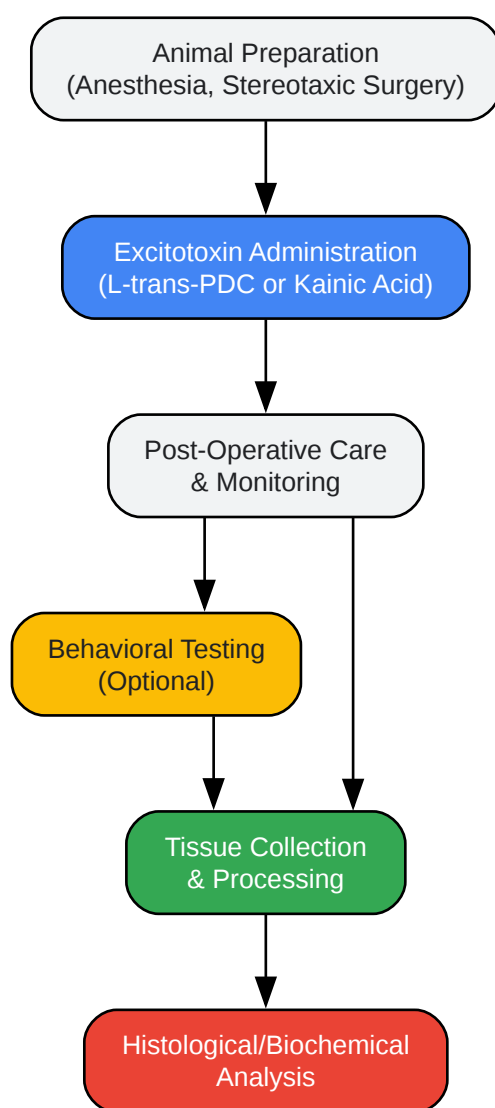 Animal Preparation
(Anesthesia, Stereotaxic Surgery)
Excitotoxin Administration
(L-trans-PDC or Kainic Acid)
Post-Operative Care
& Monitoring
Behavioral Testing
(Optional)
Tissue Collection
& Processing
Histological/Biochemical
Analysis